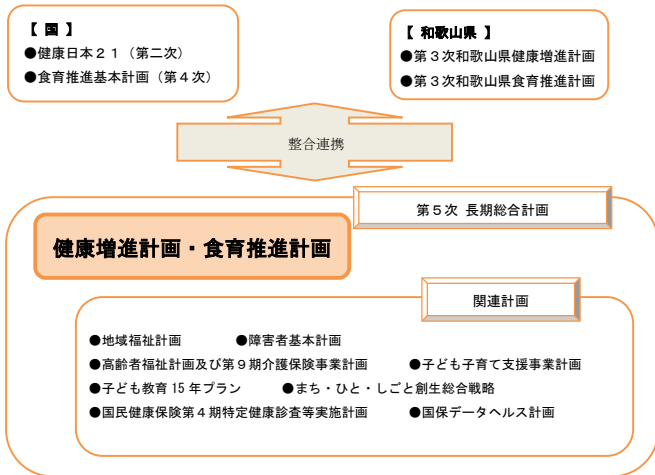 【 国 】
●健康日本21（第二次）
●食育推進基本計画（第4次）
【 和歌山県 】
●第3次和歌山県健康増進計画
●第3次和歌山県食育推進計画
整合連携
第5次 長期総合計画
健康増進計画・食育推進計画
関連計画
●地域福祉計画 ●障害者基本計画
●高齢者福祉計画及び第9期介護保険事業計画 ●子ども子育て支援事業計画
●子ども教育 15 年プラン ●まち・ひと・しごと創生総合戦略
●国民健康保険第4期特定健康診査等実施計画 ●国保データヘルス計画